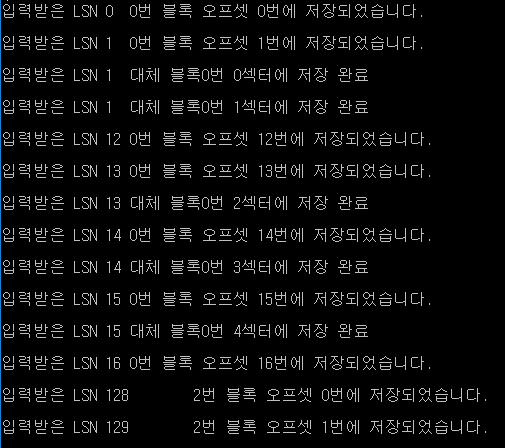 입력받은 LSN 0 0번 블록 오프셋 0번에 저장되었습니다.
입력받은 LSN 1 0번 블록 오프셋 1번에 저장되었습니다.
입력받은 LSN 1 대체 블록0번 0섹터에 저장 완료
입력받은 LSN 1 대체 블록0번 1섹터에 저장 완료
입력받은 LSN 12 0번 블록 오프셋 12번에 저장되었습니다.
입력받은 LSN 13 0번 블록 오프셋 13번에 저장되었습니다.
입력받은 LSN 13 대체 블록0번 2섹터에 저장 완료
입력받은 LSN 14 0번 블록 오프셋 14번에 저장되었습니다.
입력받은 LSN 14 대체 블록0번 3섹터에 저장 완료
입력받은 LSN 15 0번 블록 오프셋 15번에 저장되었습니다.
입력받은 LSN 15 대체 블록0번 4섹터에 저장 완료
입력받은 LSN 16 0번 블록 오프셋 16번에 저장되었습니다.
입력받은 LSN 128 2번 블록 오프셋 0번에 저장되었습니다.
입력받은 LSN 129 2번 블록 오프셋 1번에 저장되었습니다.